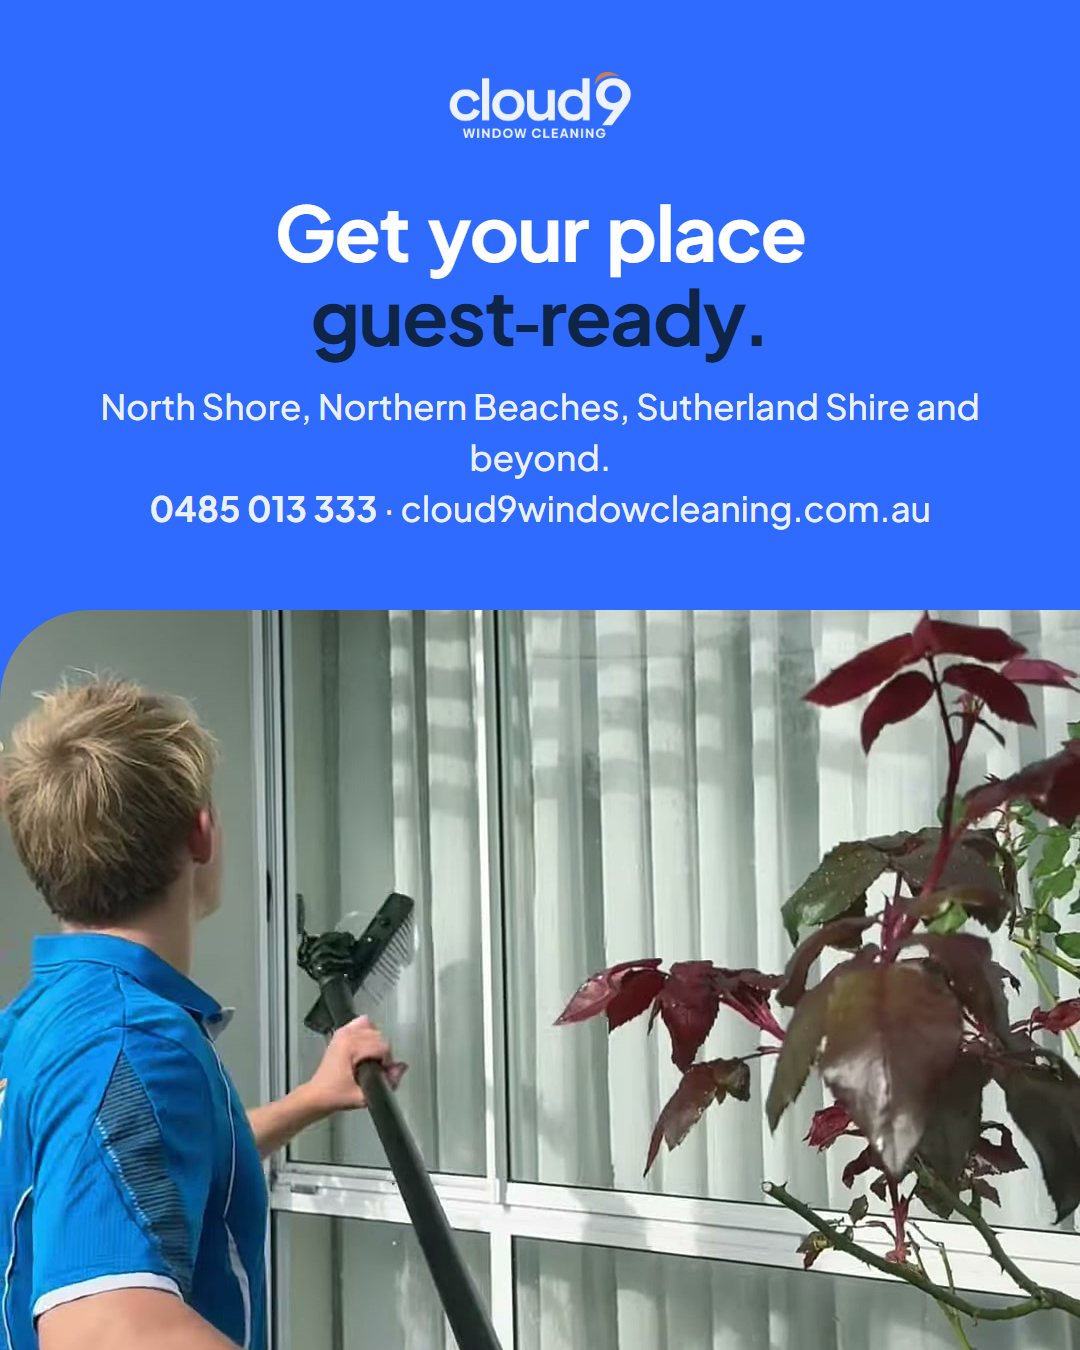 cloud9
WINDOW CLEANING
Get your place
guest-ready.
North Shore, Northern Beaches, Sutherland Shire and
beyond.
0485 013 333 · cloud9windowcleaning.com.au